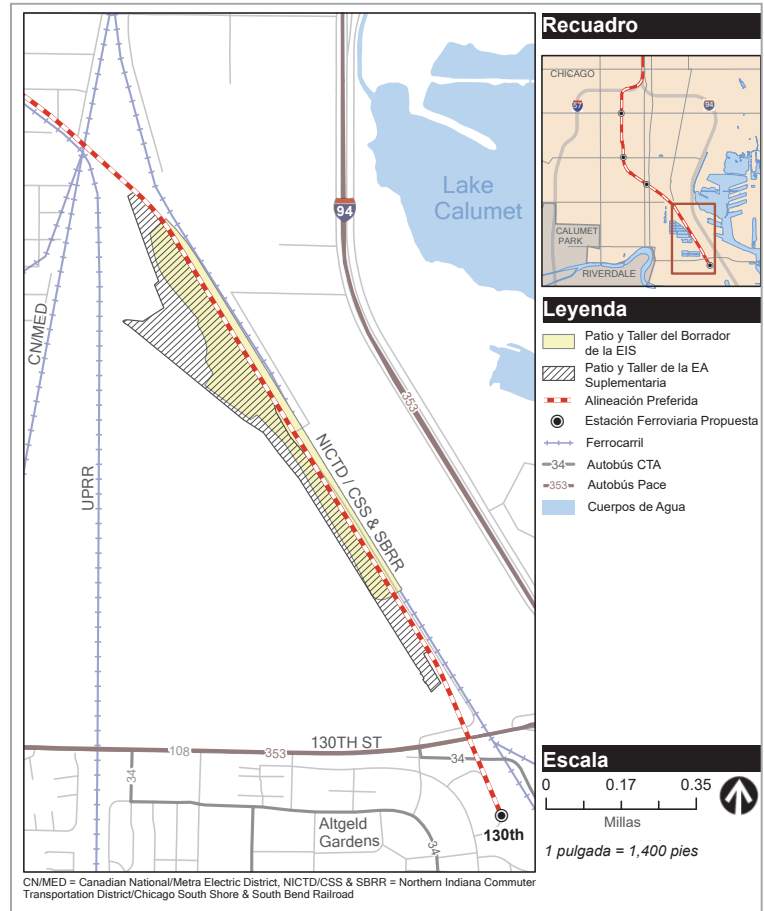 Lake
Calumet
94
CN/MED
UPRR
353
NICTD / CSS & SBRR
130TH ST
108
353
34
34
Altgeld
Gardens
34
130th
CN/MED = Canadian National/Metra Electric District, NICTD/CSS & SBRR = Northern Indiana Commuter
Transportation District/Chicago South Shore & South Bend Railroad
Recuadro
CHICAGO
57
94
CALUMET
PARK
RIVERDALE
Leyenda
Patio y Taller del Borrador
de la EIS
Patio y Taller de la EA
Suplementaria
Alineación Preferida
Estación Ferroviaria Propuesta
Ferrocarril
34 Autobús CTA
353 Autobús Pace
Cuerpos de Agua
Escala
0 0.17 0.35
Millas
1 pulgada = 1,400 pies